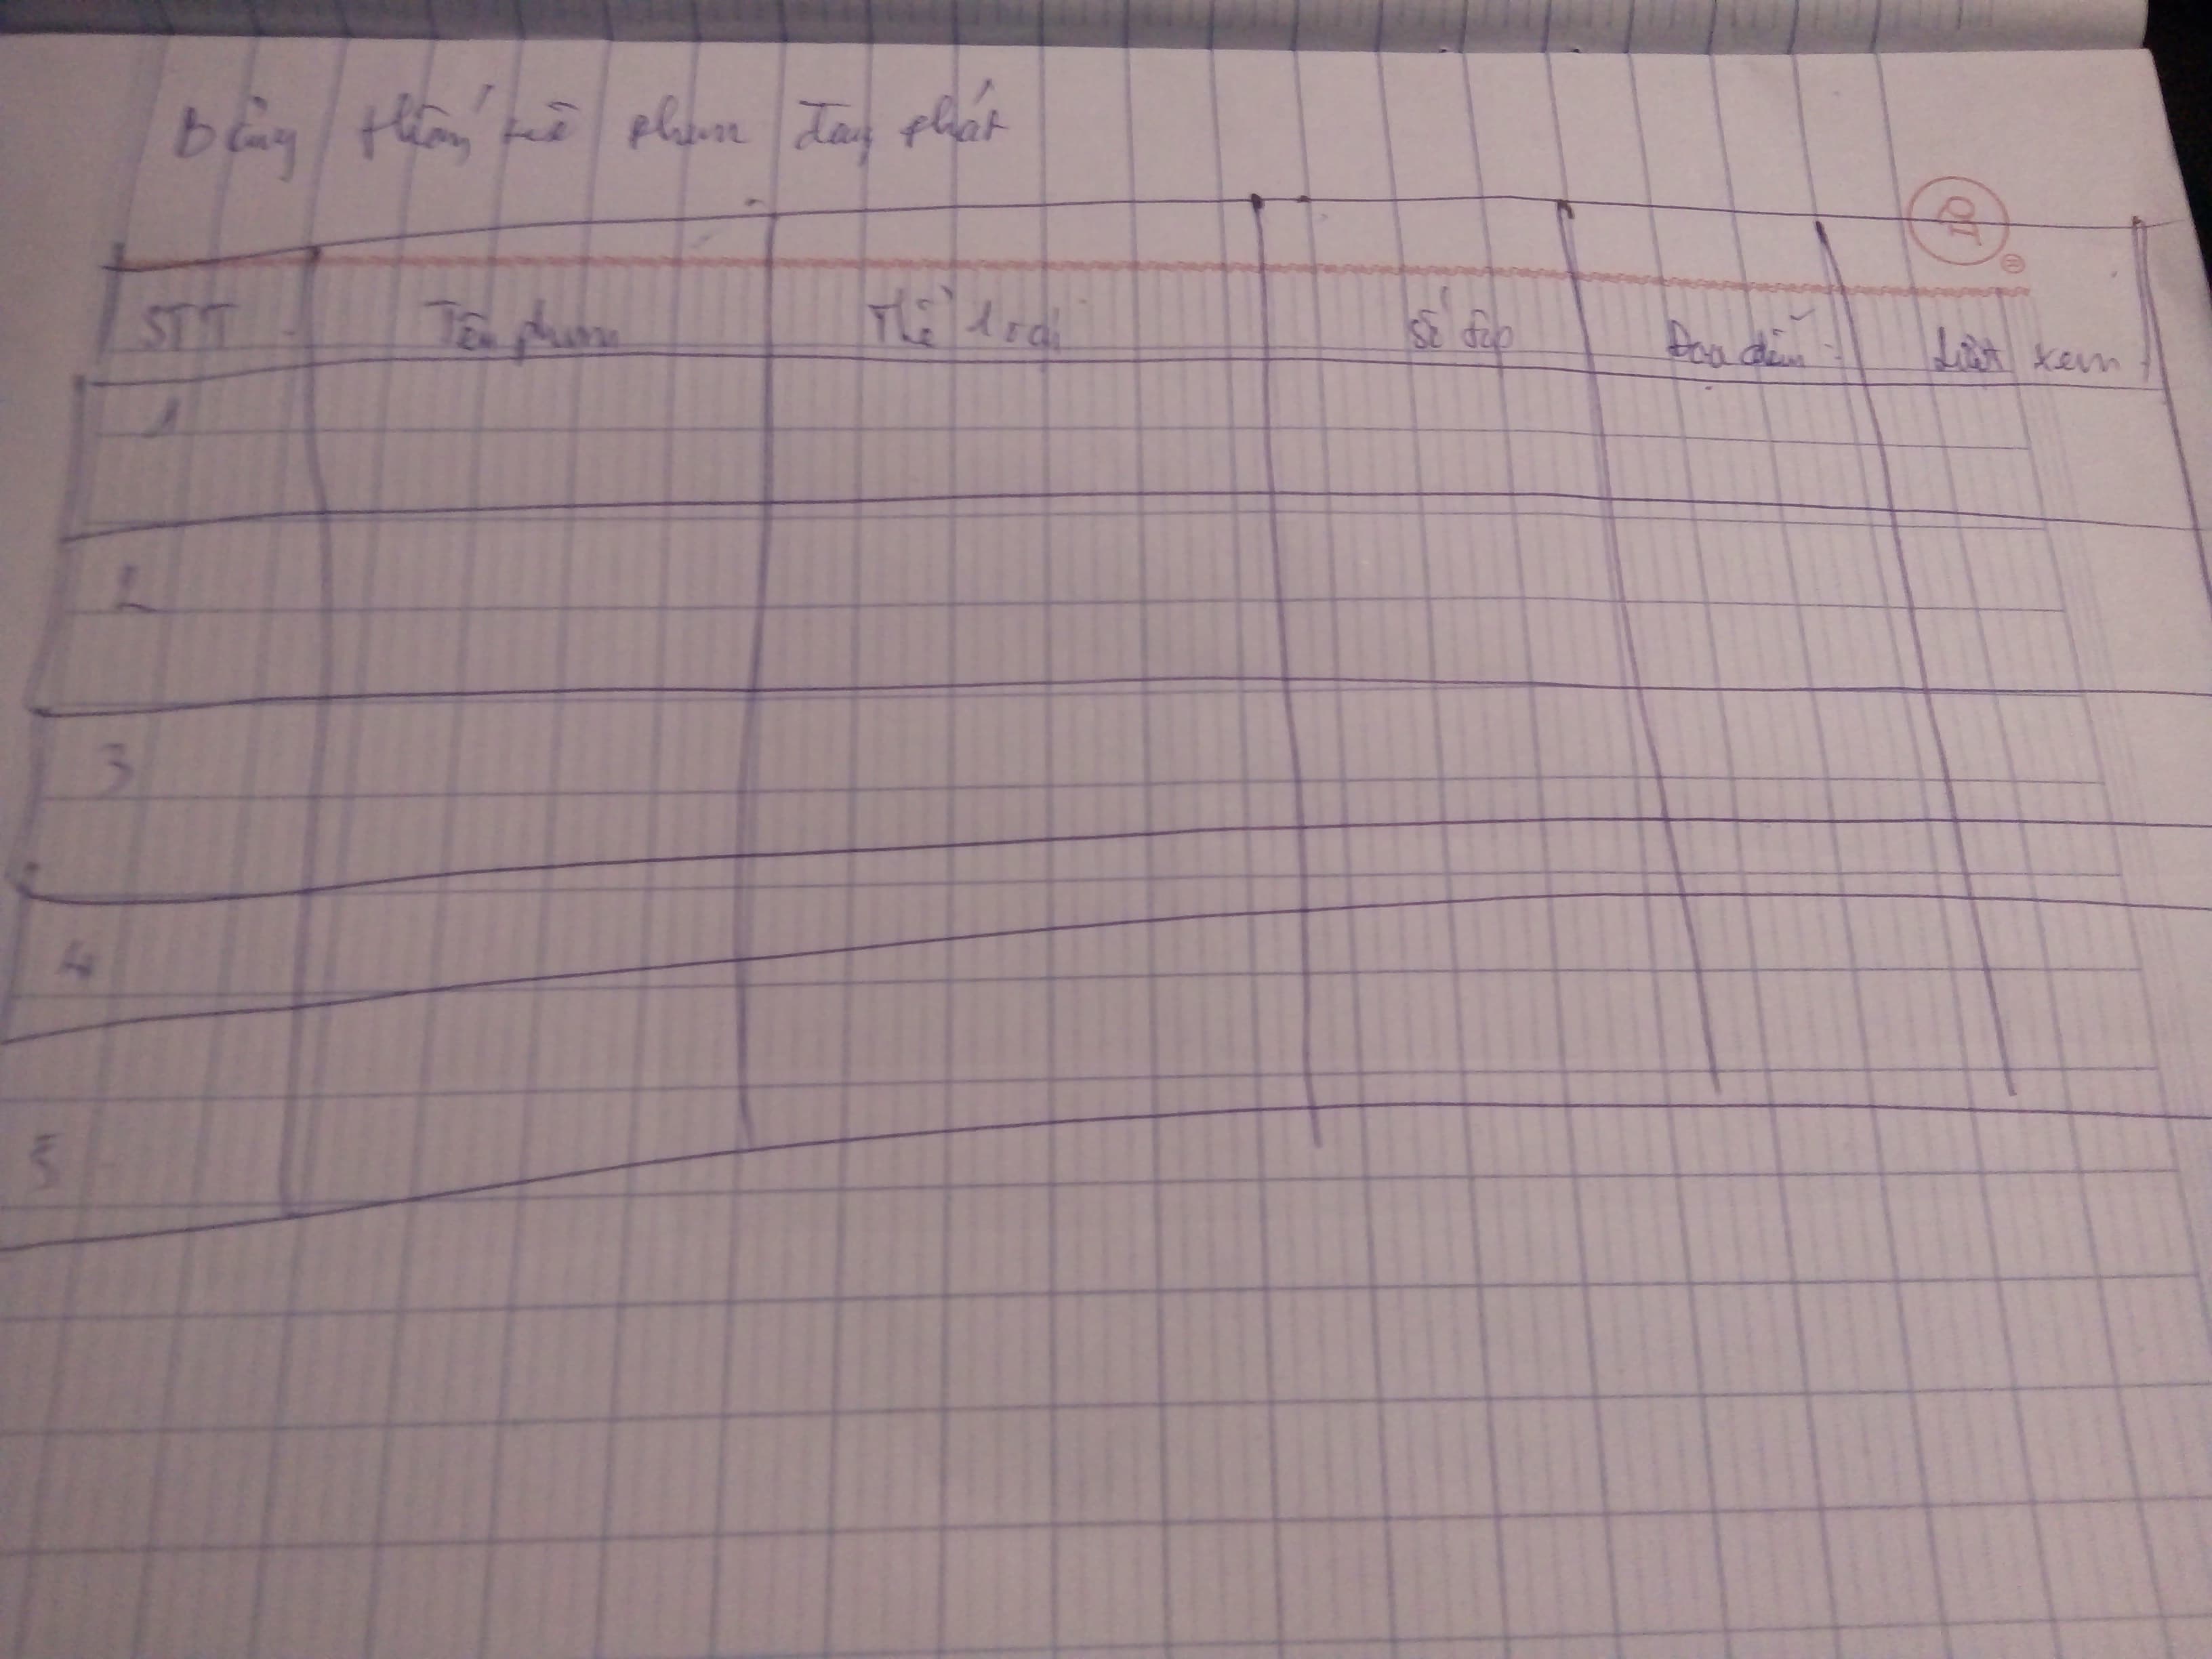 Bảng thống kê phim đang phát
STT Tên phim Thể loại Số tập Đạo diễn Lượt xem
1
2
3
4
5